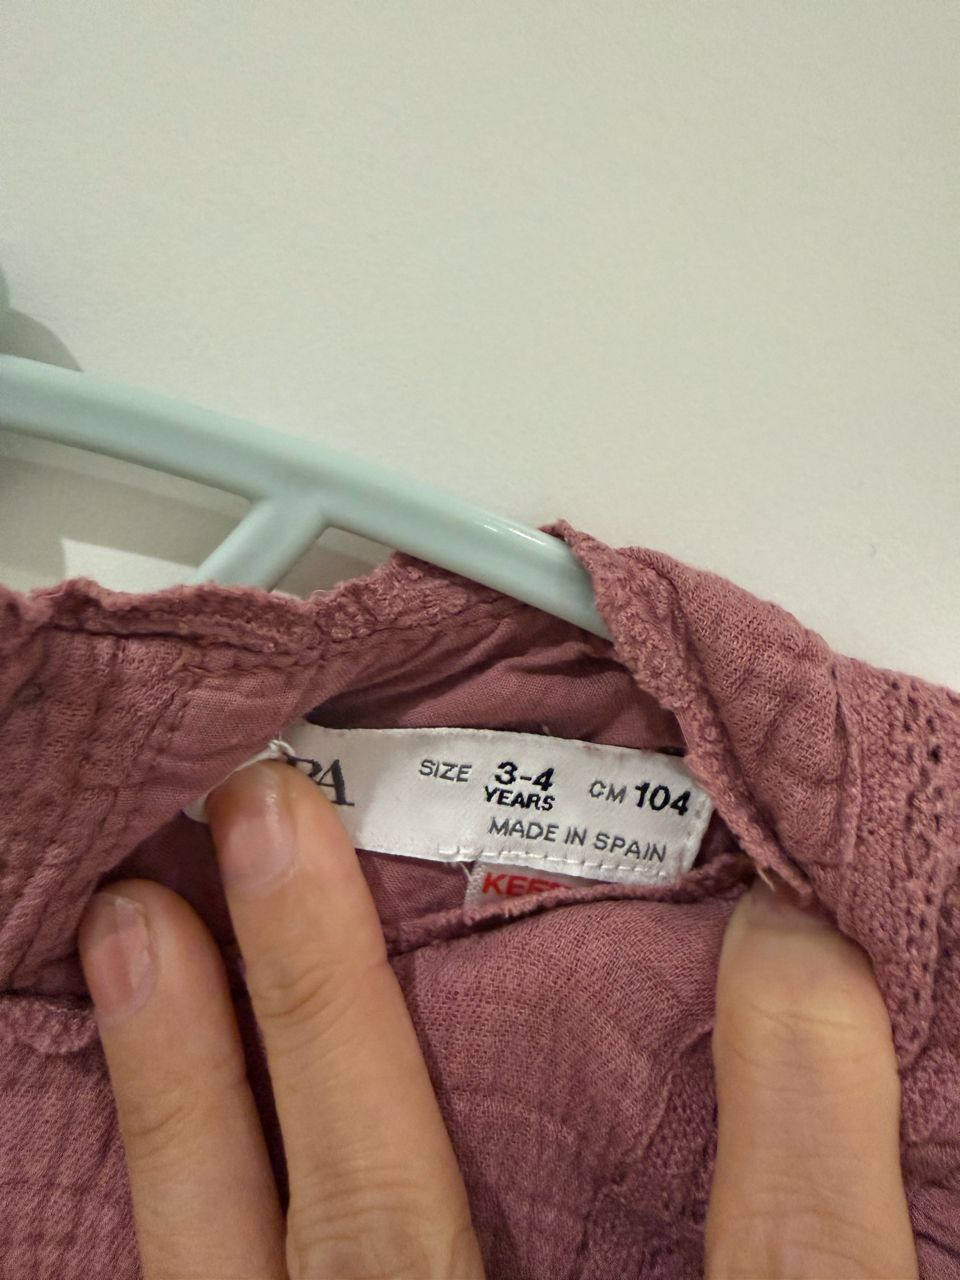 SIZE 3-4 YEARS CM 104
MADE IN SPAIN